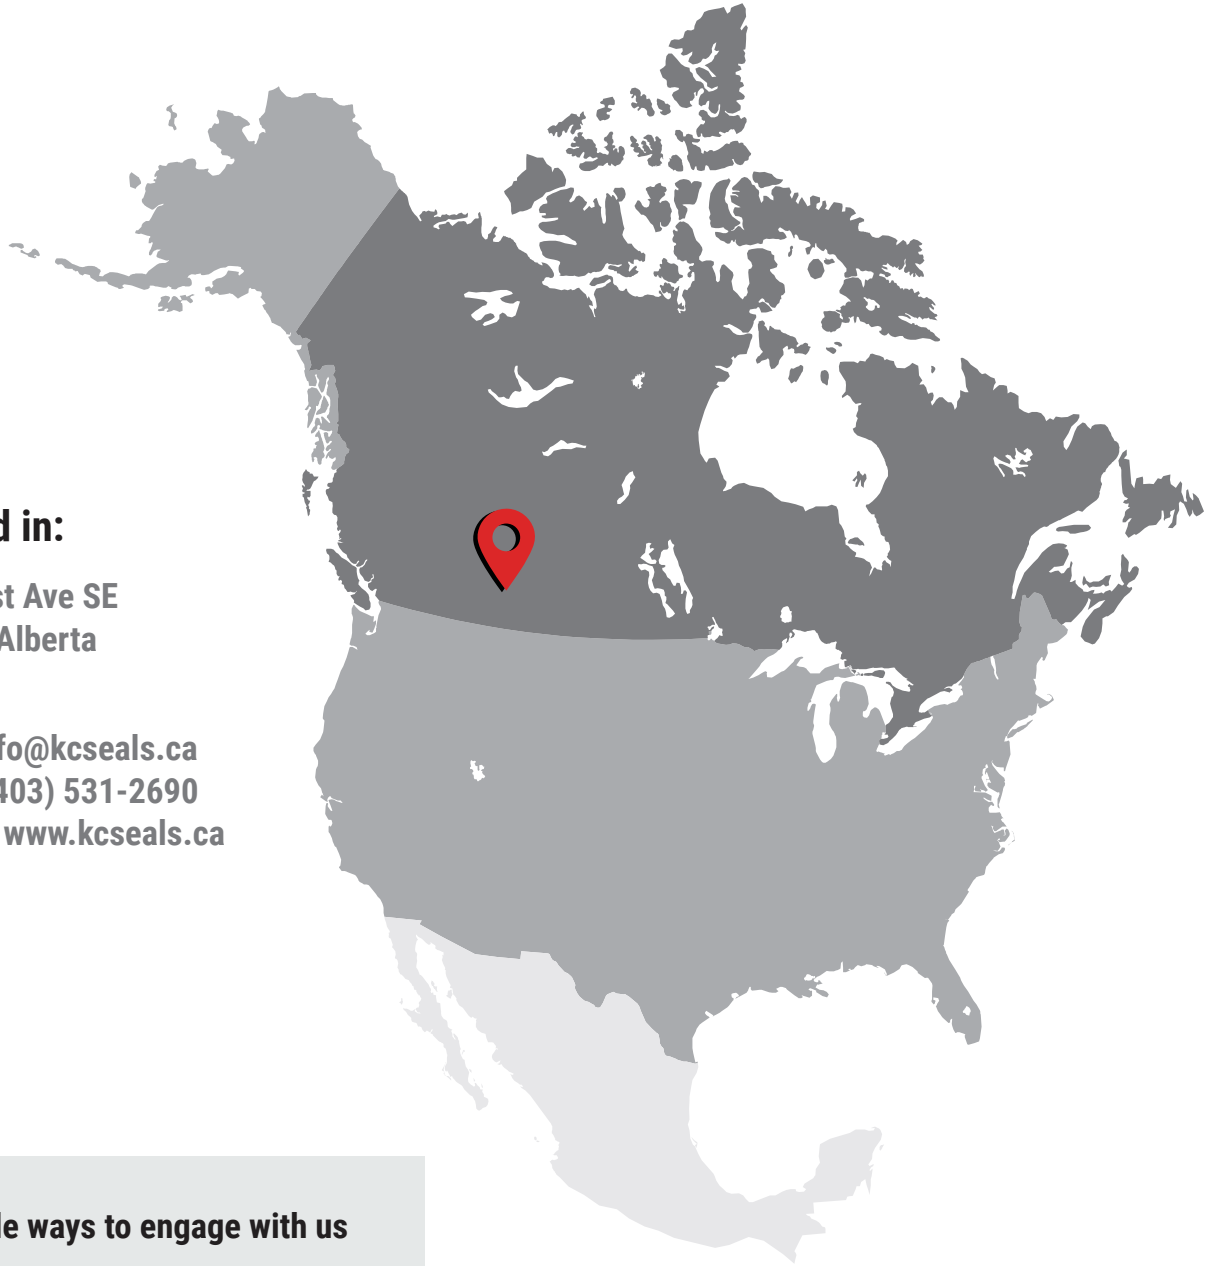 d in:
st Ave SE
Alberta
fo@kcseals.ca
403) 531-2690
www.kcseals.ca
le ways to engage with us